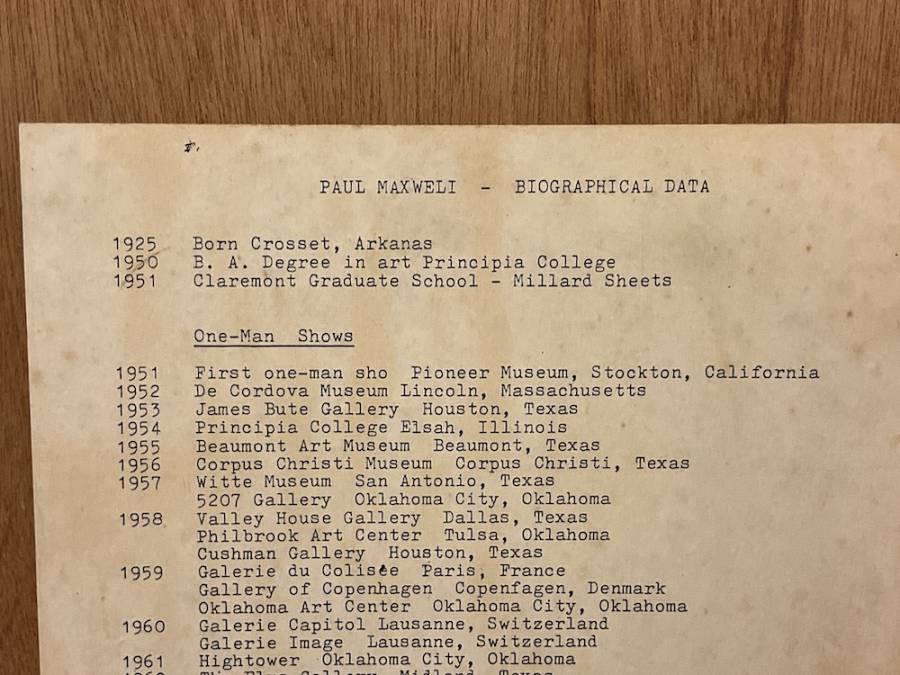 PAUL MAXWELI - BIOGRAPHICAL DATA
1925 Born Crosset, Arkanas
1950 B. A. Degree in art Principia College
1951 Claremont Graduate School - Millard Sheets
One-Man Shows
1951 First one-man sho Pioneer Museum, Stockton, California
1952 De Cordova Museum Lincoln, Massachusetts
1953 James Bute Gallery Houston, Texas
1954 Principia College Elsah, Illinois
1955 Beaumont Art Museum Beaumont, Texas
1956 Corpus Christi Museum Corpus Christi, Texas
1957 Witte Museum San Antonio, Texas
5207 Gallery Oklahoma City, Oklahoma
1958 Valley House Gallery Dallas, Texas
Philbrook Art Center Tulsa, Oklahoma
Cushman Gallery Houston, Texas
1959 Galerie du Colisée Paris, France
Gallery of Copenhagen Copenfagen, Denmark
Oklahoma Art Center Oklahoma City, Oklahoma
1960 Galerie Capitol Lausanne, Switzerland
Galerie Image Lausanne, Switzerland
1961 Hightower Oklahoma City, Oklahoma